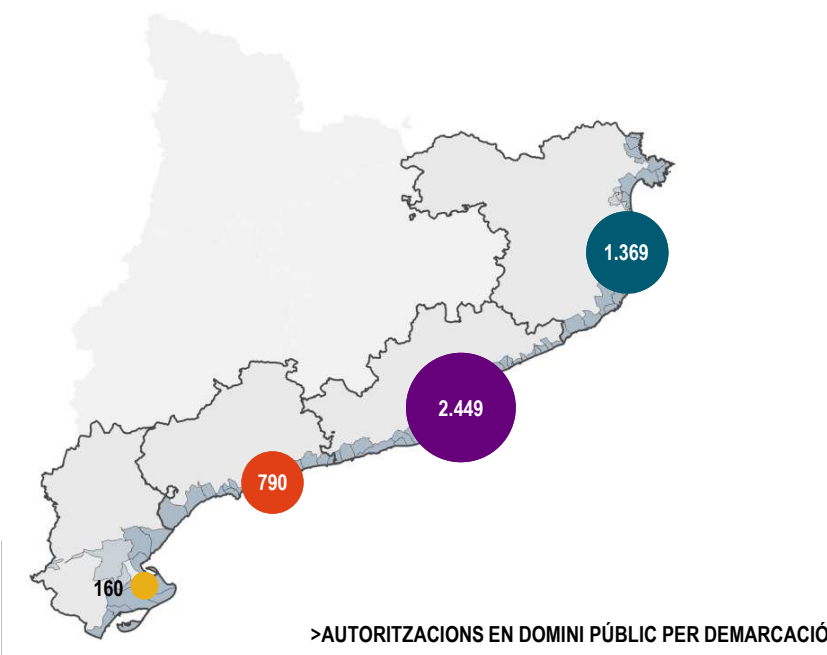 1.369
2.449
790
160
>AUTORITZACIONS EN DOMINI PÚBLIC PER DEMARCACIÓ